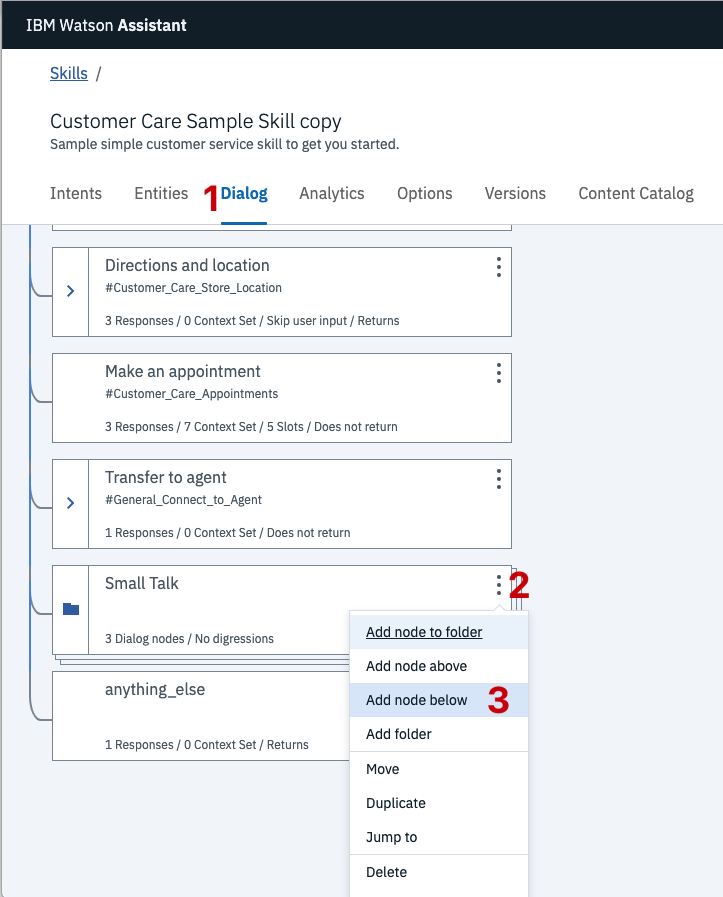 IBM Watson Assistant
Skills /
Customer Care Sample Skill copy
Sample simple customer service skill to get you started.
Intents Entities 1 Dialog Analytics Options Versions Content Catalog
Directions and location
#Customer_Care_Store_Location
3 Responses / 0 Context Set / Skip user input / Returns
Make an appointment
#Customer_Care_Appointments
3 Responses / 7 Context Set / 5 Slots / Does not return
Transfer to agent
#General_Connect_to_Agent
1 Responses / 0 Context Set / Does not return
Small Talk 2
3 Dialog nodes / No digressions
anything_else
1 Responses / 0 Context Set / Returns
Add node to folder
Add node above
Add node below 3
Add folder
Move
Duplicate
Jump to
Delete